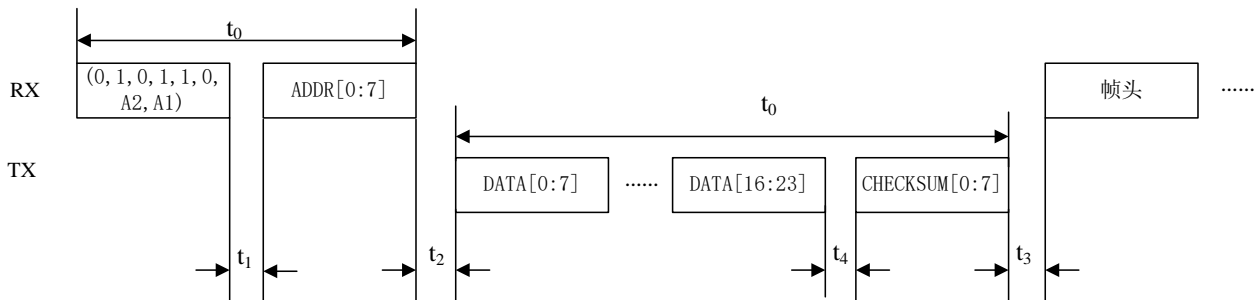 t0
RX
(0,1,0,1,1,0,
A2,A1)
ADDR[0:7]
帧头
······
t0
TX
DATA[0:7]
······
DATA[16:23]
CHECKSUM[0:7]
t1
t2
t4
t3